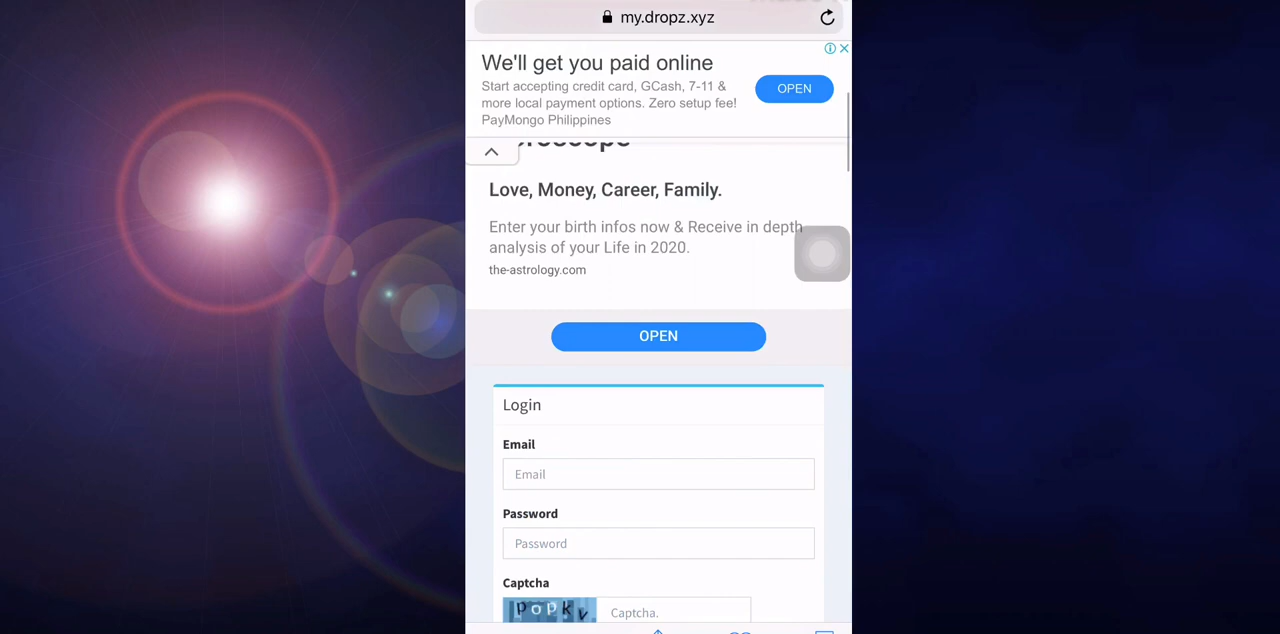 my.dropz.xyz
We'll get you paid online
Start accepting credit card, GCash, 7-11 &
more local payment options. Zero setup fee!
PayMongo Philippines
OPEN
Love, Money, Career, Family.
Enter your birth infos now & Receive in depth
analysis of your Life in 2020.
the-astrology.com
OPEN
Login
Email
Email
Password
Password
Captcha
popkv
Captcha.